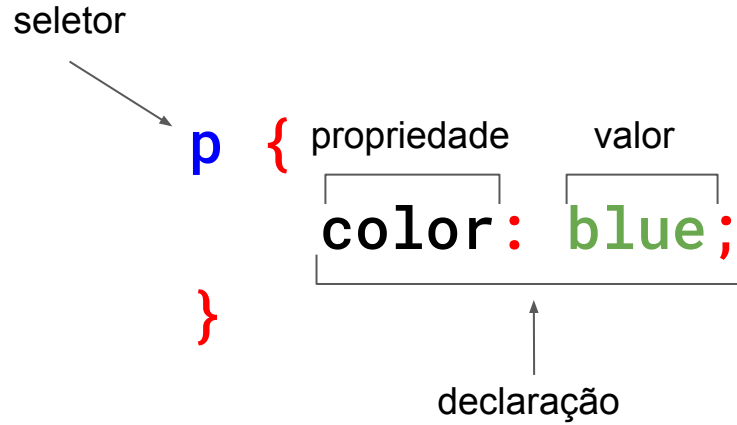 seletor
p {
propriedade valor
color: blue;
}
declaração